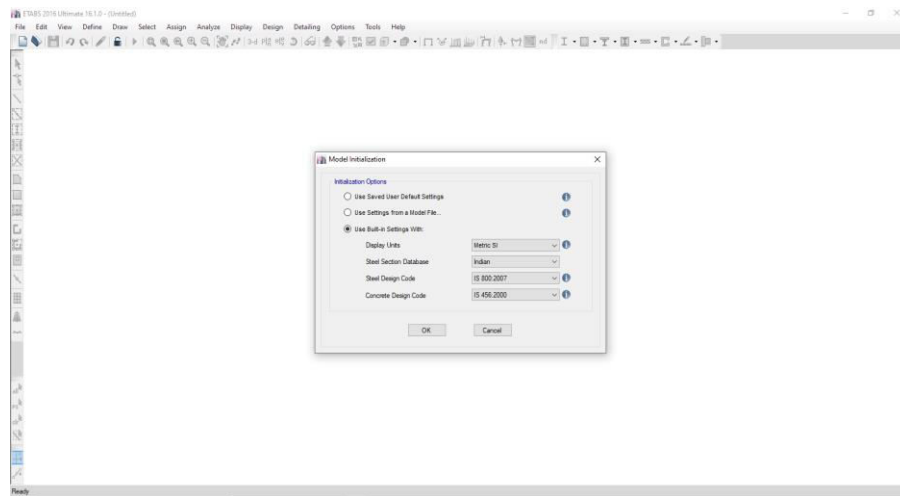 ETABS 2016 Ultimate 16.1.0 - (Untitled)
File Edit View Define Draw Select Assign Analyze Display Design Detailing Options Tools Help
Model Initialization
Initialization Options
Use Saved User Default Settings
Use Settings from a Model File...
Use Built-in Settings With:
Display Units Metric SI
Steel Section Database Indian
Steel Design Code IS 800:2007
Concrete Design Code IS 456:2000
OK Cancel
Ready